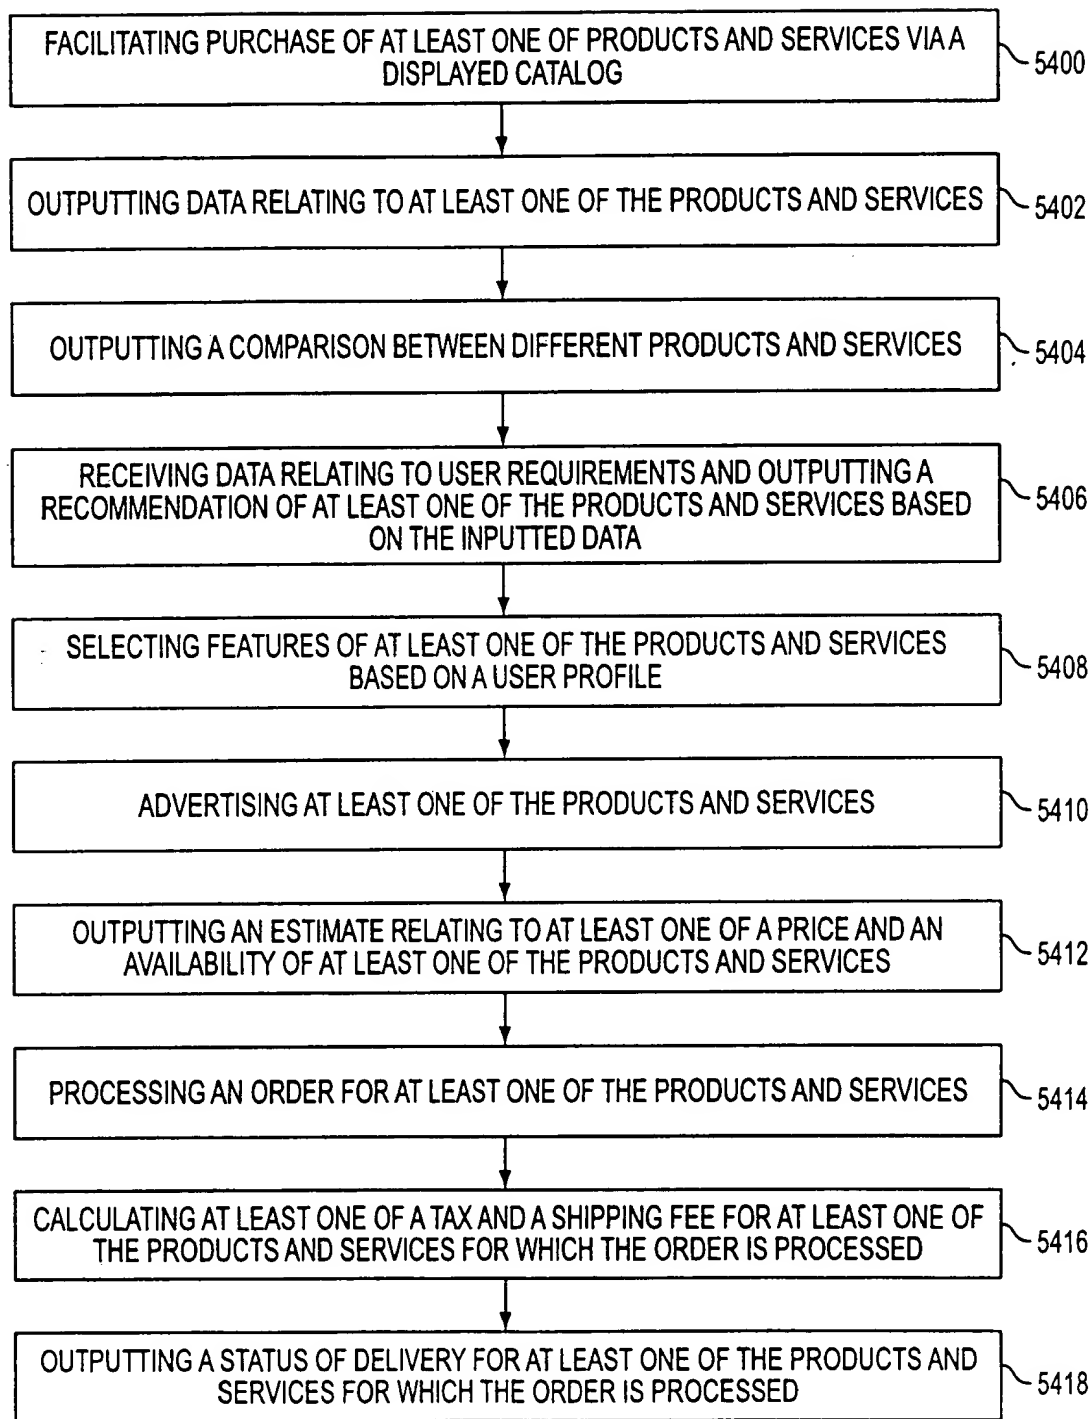 FACILITATING PURCHASE OF AT LEAST ONE OF PRODUCTS AND SERVICES VIA A
DISPLAYED CATALOG
5400
OUTPUTTING DATA RELATING TO AT LEAST ONE OF THE PRODUCTS AND SERVICES
5402
OUTPUTTING A COMPARISON BETWEEN DIFFERENT PRODUCTS AND SERVICES
5404
RECEIVING DATA RELATING TO USER REQUIREMENTS AND OUTPUTTING A
RECOMMENDATION OF AT LEAST ONE OF THE PRODUCTS AND SERVICES BASED
ON THE INPUTTED DATA
5406
SELECTING FEATURES OF AT LEAST ONE OF THE PRODUCTS AND SERVICES
BASED ON A USER PROFILE
5408
ADVERTISING AT LEAST ONE OF THE PRODUCTS AND SERVICES
5410
OUTPUTTING AN ESTIMATE RELATING TO AT LEAST ONE OF A PRICE AND AN
AVAILABILITY OF AT LEAST ONE OF THE PRODUCTS AND SERVICES
5412
PROCESSING AN ORDER FOR AT LEAST ONE OF THE PRODUCTS AND SERVICES
5414
CALCULATING AT LEAST ONE OF A TAX AND A SHIPPING FEE FOR AT LEAST ONE OF
THE PRODUCTS AND SERVICES FOR WHICH THE ORDER IS PROCESSED
5416
OUTPUTTING A STATUS OF DELIVERY FOR AT LEAST ONE OF THE PRODUCTS AND
SERVICES FOR WHICH THE ORDER IS PROCESSED
5418